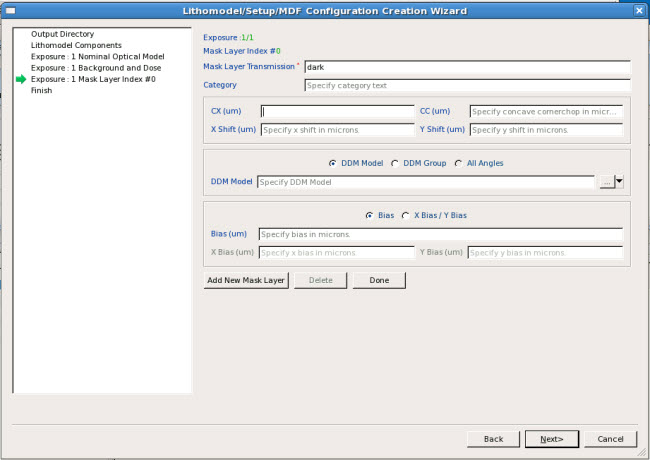 Lithomodel/Setup/MDF Configuration Creation Wizard
Output Directory
Lithomodel Components
Exposure : 1 Nominal Optical Model
Exposure : 1 Background and Dose
Exposure : 1 Mask Layer Index #0
Finish
Exposure :1/1
Mask Layer Index #0
Mask Layer Transmission * dark
Category Specify category text
CX (um) CC (um) Specify concave cornerchop in micr...
X Shift (um) Specify x shift in microns. Y Shift (um) Specify y shift in microns.
DDM Model DDM Group All Angles
DDM Model Specify DDM Model ...
Bias X Bias / Y Bias
Bias (um) Specify bias in microns.
X Bias (um) Specify x bias in microns. Y Bias (um) Specify y bias in microns.
Add New Mask Layer Delete Done
Back Next> Cancel